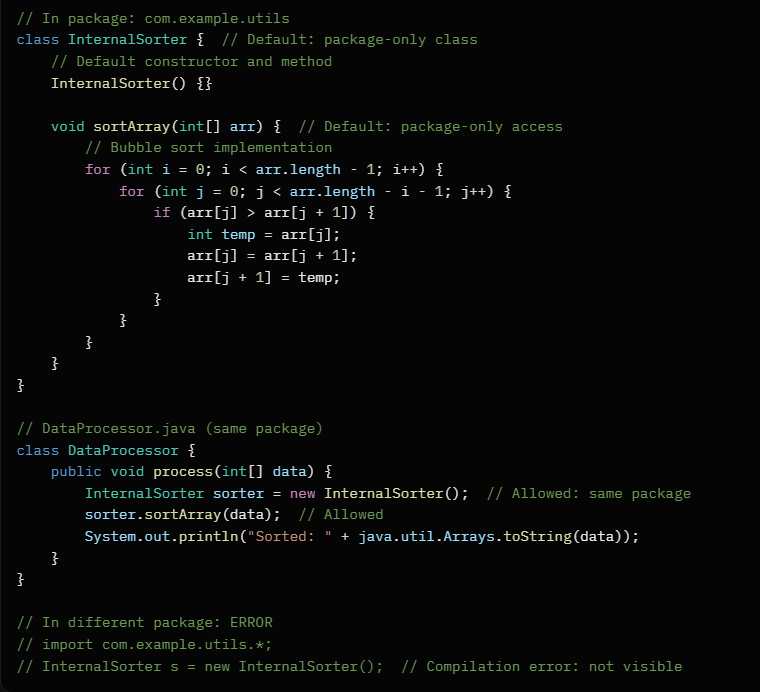 // In package: com.example.utils
class InternalSorter {  // Default: package-only class
    // Default constructor and method
    InternalSorter() {}

    void sortArray(int[] arr) {  // Default: package-only access
        // Bubble sort implementation
        for (int i = 0; i < arr.length - 1; i++) {
            for (int j = 0; j < arr.length - i - 1; j++) {
                if (arr[j] > arr[j + 1]) {
                    int temp = arr[j];
                    arr[j] = arr[j + 1];
                    arr[j + 1] = temp;
                }
            }
        }
    }
}

// DataProcessor.java (same package)
class DataProcessor {
    public void process(int[] data) {
        InternalSorter sorter = new InternalSorter();  // Allowed: same package
        sorter.sortArray(data);  // Allowed
        System.out.println("Sorted: " + java.util.Arrays.toString(data));
    }
}

// In different package: ERROR
// import com.example.utils.*;
// InternalSorter s = new InternalSorter();  // Compilation error: not visible